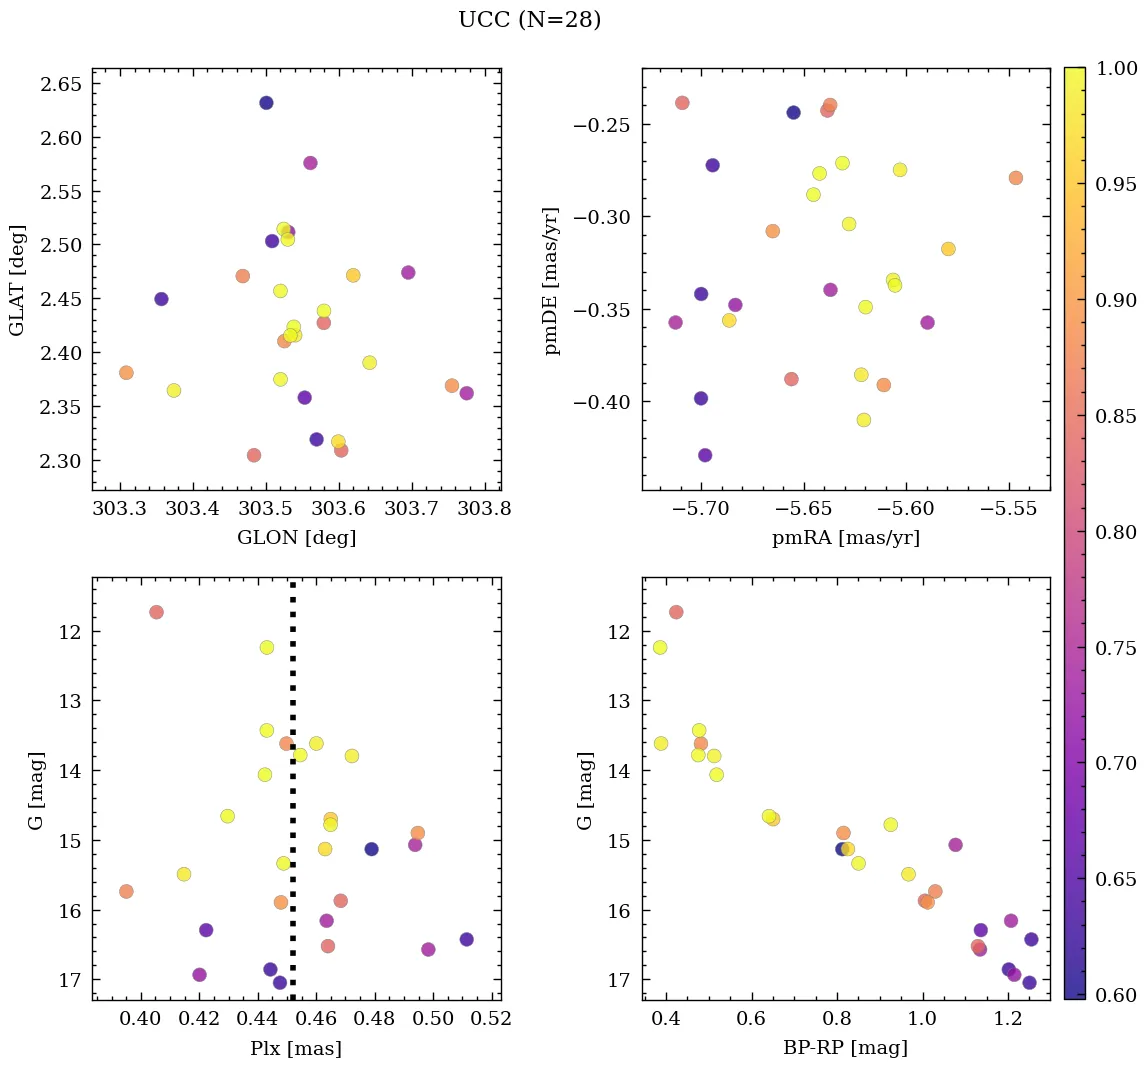 UCC (N=28)
2.65
2.60
2.55
2.50
2.45
2.40
2.35
2.30
GLAT [deg]
303.3 303.4 303.5 303.6 303.7 303.8
GLON [deg]
−0.25
−0.30
−0.35
−0.40
pmDE [mas/yr]
−5.70 −5.65 −5.60 −5.55
pmRA [mas/yr]
12
13
14
15
16
17
G [mag]
0.40 0.42 0.44 0.46 0.48 0.50 0.52
Plx [mas]
12
13
14
15
16
17
G [mag]
0.4 0.6 0.8 1.0 1.2
BP-RP [mag]
1.00
0.95
0.90
0.85
0.80
0.75
0.70
0.65
0.60